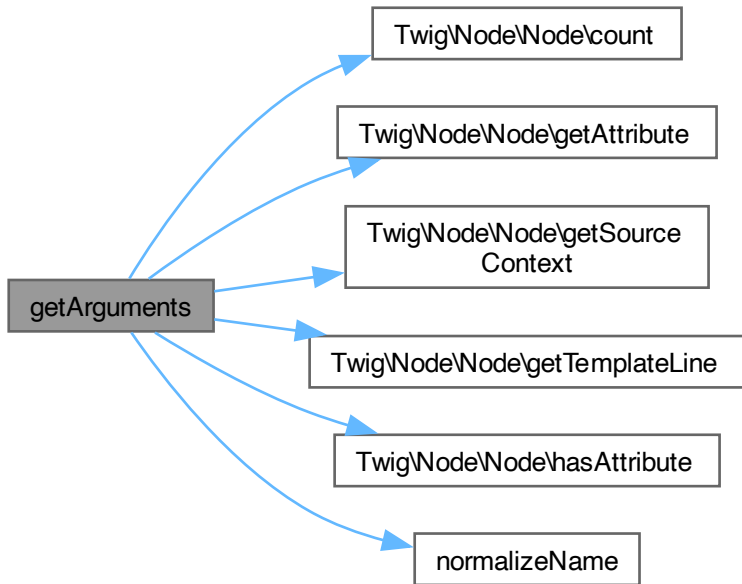 Twig\Node\Node\count
Twig\Node\Node\getAttribute
Twig\Node\Node\getSource
Context
getArguments
Twig\Node\Node\getTemplateLine
Twig\Node\Node\hasAttribute
normalizeName